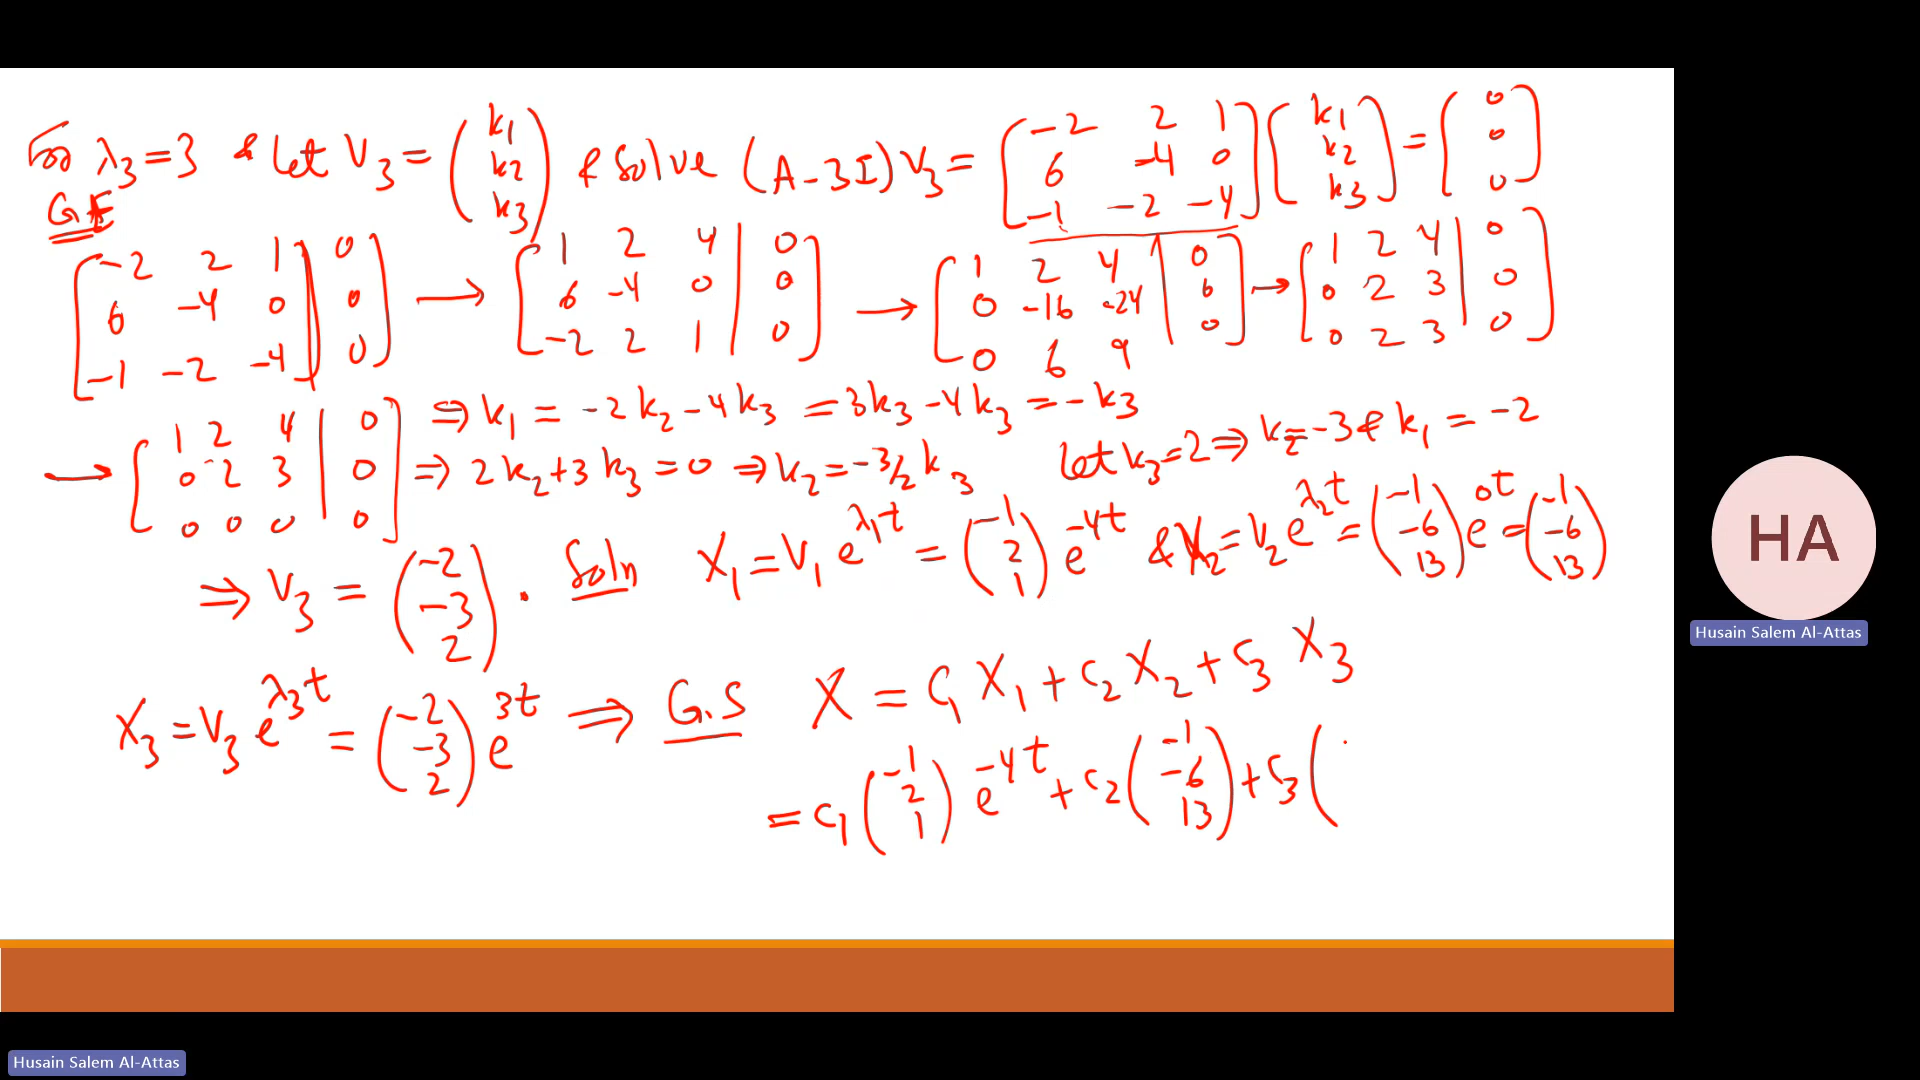 For λ3 = 3 & let V3 = (k1 k2 k3) & solve (A - 3I) V3 = [-2 2 1; 6 -4 0; -1 -2 -4] [k1 k2 k3] = [0 0 0]
G.E
[-2 2 1 | 0; 6 -4 0 | 0; -1 -2 -4 | 0] → [1 2 4 | 0; 6 -4 0 | 0; -2 2 1 | 0] → [1 2 4 | 0; 0 -16 -24 | 0; 0 6 9 | 0] → [1 2 4 | 0; 0 2 3 | 0; 0 2 3 | 0]
→ [1 2 4 | 0; 0 2 3 | 0; 0 0 0 | 0] ⇒ k1 = -2k2 - 4k3 = 3k3 - 4k3 = -k3
⇒ 2k2 + 3k3 = 0 ⇒ k2 = -3/2 k3 let k3 = 2 ⇒ k2 = -3 & k1 = -2
⇒ V3 = (-2 -3 2) . Soln X1 = V1 e^λ1t = (-1 2 1) e^-4t & X2 = V2 e^λ2t = (-1 -6 13) e^0t = (-1 -6 13)
X3 = V3 e^λ3t = (-2 -3 2) e^3t ⇒ G.S X = c1 X1 + c2 X2 + c3 X3
= c1 (-1 2 1) e^-4t + c2 (-1 -6 13) + c3 (
HA
Husain Salem Al-Attas
Husain Salem Al-Attas